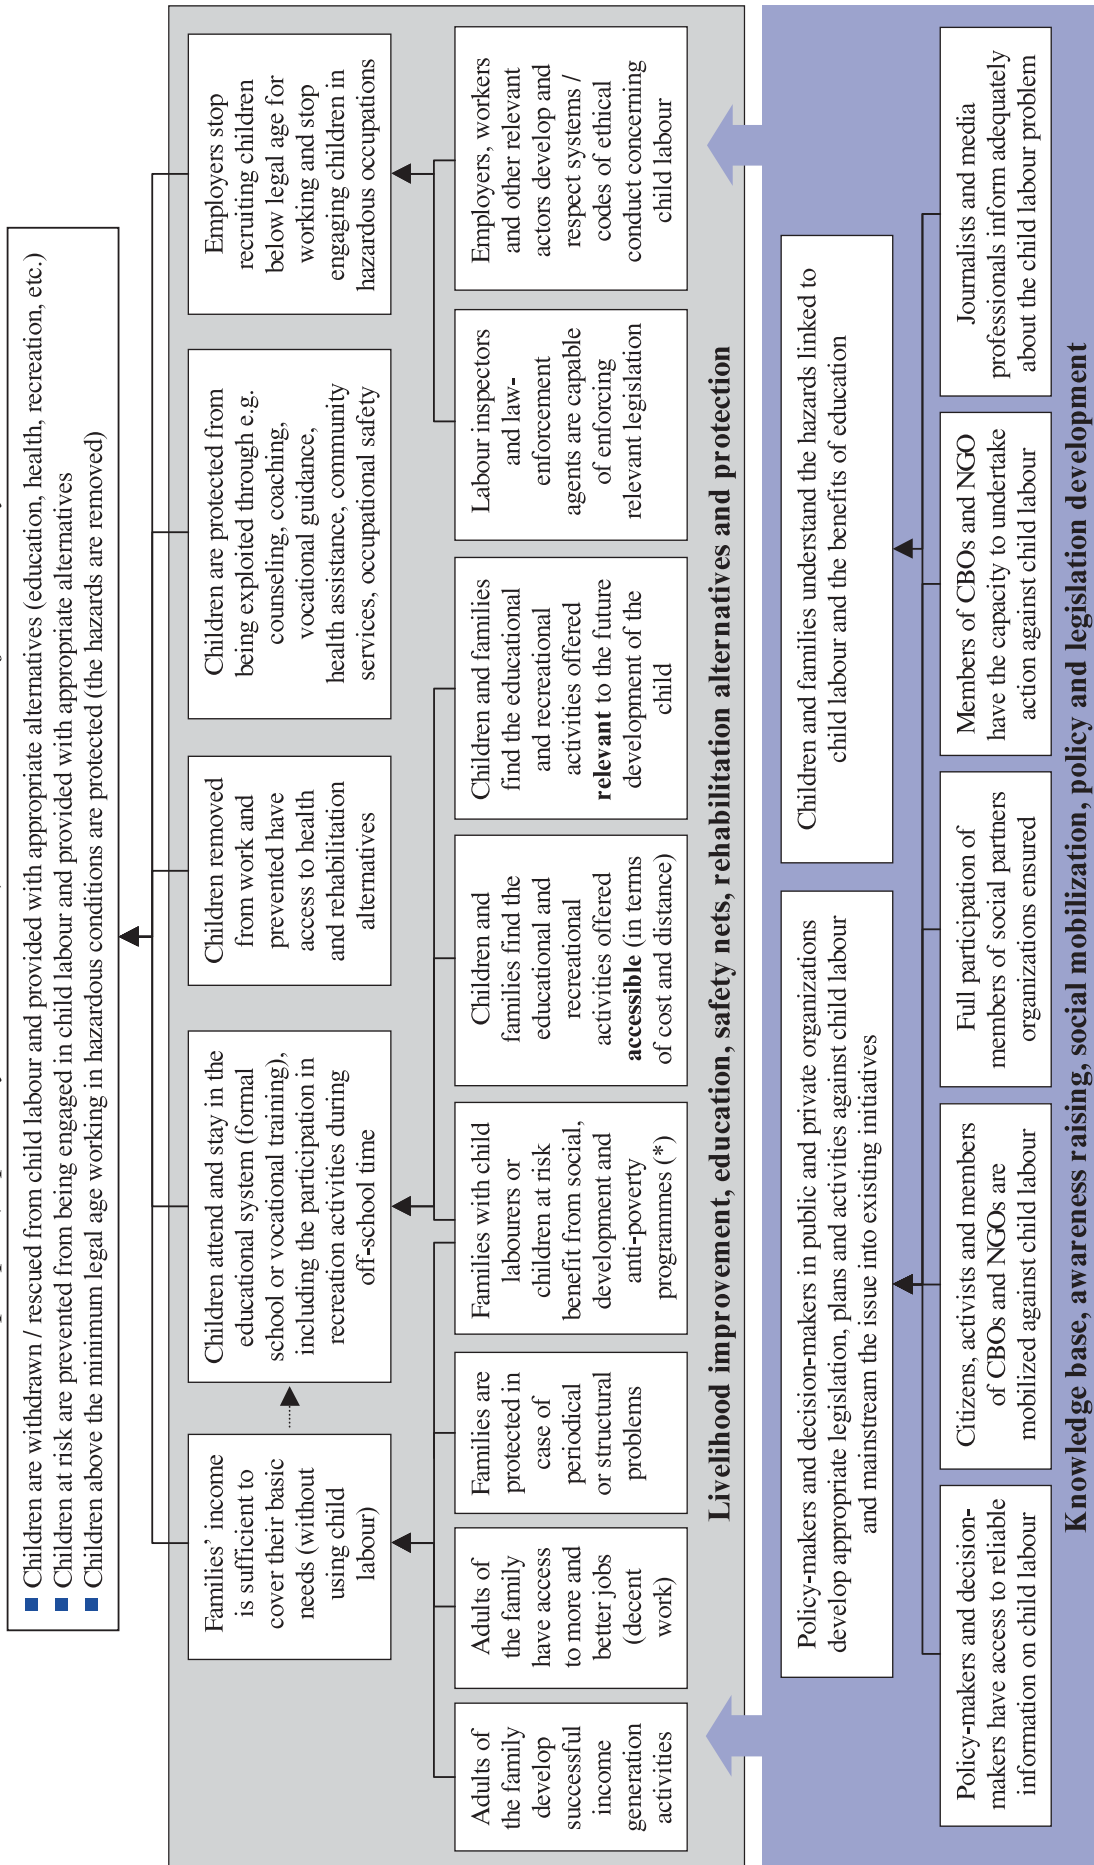 Children are withdrawn / rescued from child labour and provided with appropriate alternatives (education, health, recreation, etc.)
Children at risk are prevented from being engaged in child labour and provided with appropriate alternatives
Children above the minimum legal age working in hazardous conditions are protected (the hazards are removed)
Families' income
is sufficient to
cover their basic
needs (without
using child
labour)
Children attend and stay in the
educational system (formal
school or vocational training),
including the participation in
recreation activities during
off-school time
Children removed
from work and
prevented have
access to health
and rehabilitation
alternatives
Children are protected from
being exploited through e.g.
counseling, coaching,
vocational guidance,
health assistance, community
services, occupational safety
Employers stop
recruiting children
below legal age for
working and stop
engaging children in
hazardous occupations
Adults of
the family
develop
successful
income
generation
activities
Adults of
the family
have access
to more and
better jobs
(decent
work)
Families are
protected in
case of
periodical
or structural
problems
Families with child
labourers or
children at risk
benefit from social,
development and
anti-poverty
programmes (*)
Children and
families find the
educational and
recreational
activities offered
accessible (in terms
of cost and distance)
Children and families
find the educational
and recreational
activities offered
relevant to the future
development of the
child
Labour inspectors
and law-
enforcement
agents are capable
of enforcing
relevant legislation
Employers, workers
and other relevant
actors develop and
respect systems /
codes of ethical
conduct concerning
child labour
Livelihood improvement, education, safety nets, rehabilitation alternatives and protection
Policy-makers and decision-makers in public and private organizations
develop appropriate legislation, plans and activities against child labour
and mainstream the issue into existing initiatives
Children and families understand the hazards linked to
child labour and the benefits of education
Policy-makers and decision-
makers have access to reliable
information on child labour
Citizens, activists and members
of CBOs and NGOs are
mobilized against child labour
Full participation of
members of social partners
organizations ensured
Members of CBOs and NGO
have the capacity to undertake
action against child labour
Journalists and media
professionals inform adequately
about the child labour problem
Knowledge base, awareness raising, social mobilization, policy and legislation development